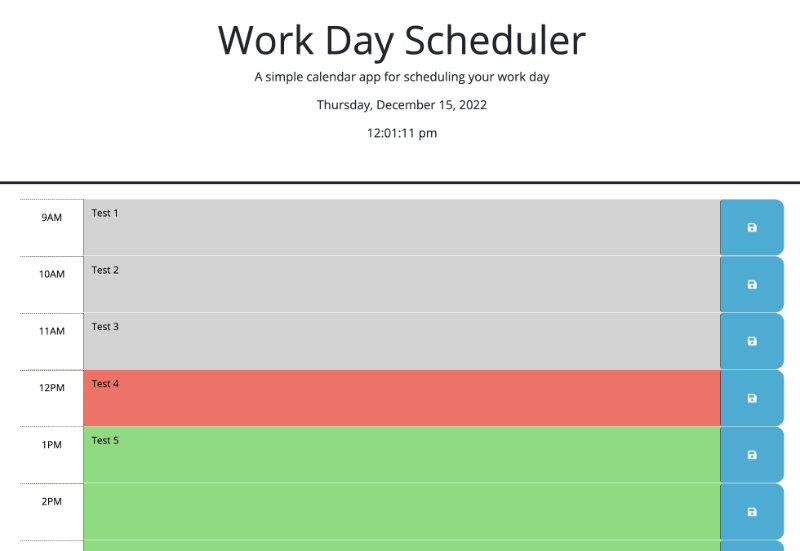 Work Day Scheduler
A simple calendar app for scheduling your work day
Thursday, December 15, 2022
12:01:11 pm
9AM Test 1
10AM Test 2
11AM Test 3
12PM Test 4
1PM Test 5
2PM